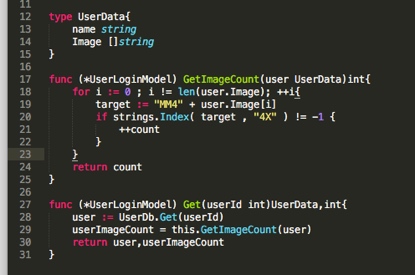 11
12 type UserData{
13 name string
14 Image []string
15 }
16
17 func (*UserLoginModel) GetImageCount(user UserData)int{
18 for i := 0 ; i != len(user.Image); ++i{
19 target := "MM4" + user.Image[i]
20 if strings.Index( target , "4X" ) != -1 {
21 ++count
22 }
23 }
24 return count
25 }
26
27 func (*UserLoginModel) Get(userId int)UserData,int{
28 user := UserDb.Get(userId)
29 userImageCount = this.GetImageCount(user)
30 return user,userImageCount
31 }